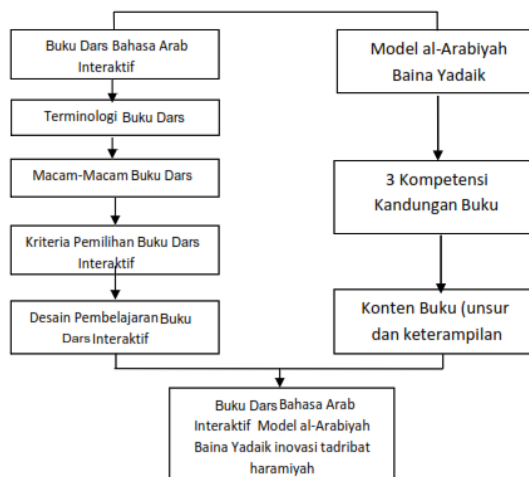 Buku Dars Bahasa Arab
Interaktif
Terminologi Buku Dars
Macam-Macam Buku Dars
Kriteria Pemilihan Buku Dars
Interaktif
Desain Pembelajaran Buku
Dars Interaktif
Model al-Arabiyah
Baina Yadaik
3 Kompetensi
Kandungan Buku
Konten Buku (unsur
dan keterampilan
Buku Dars Bahasa Arab
Interaktif Model al-Arabiyah
Baina Yadaik inovasi tadribat
haramiyah